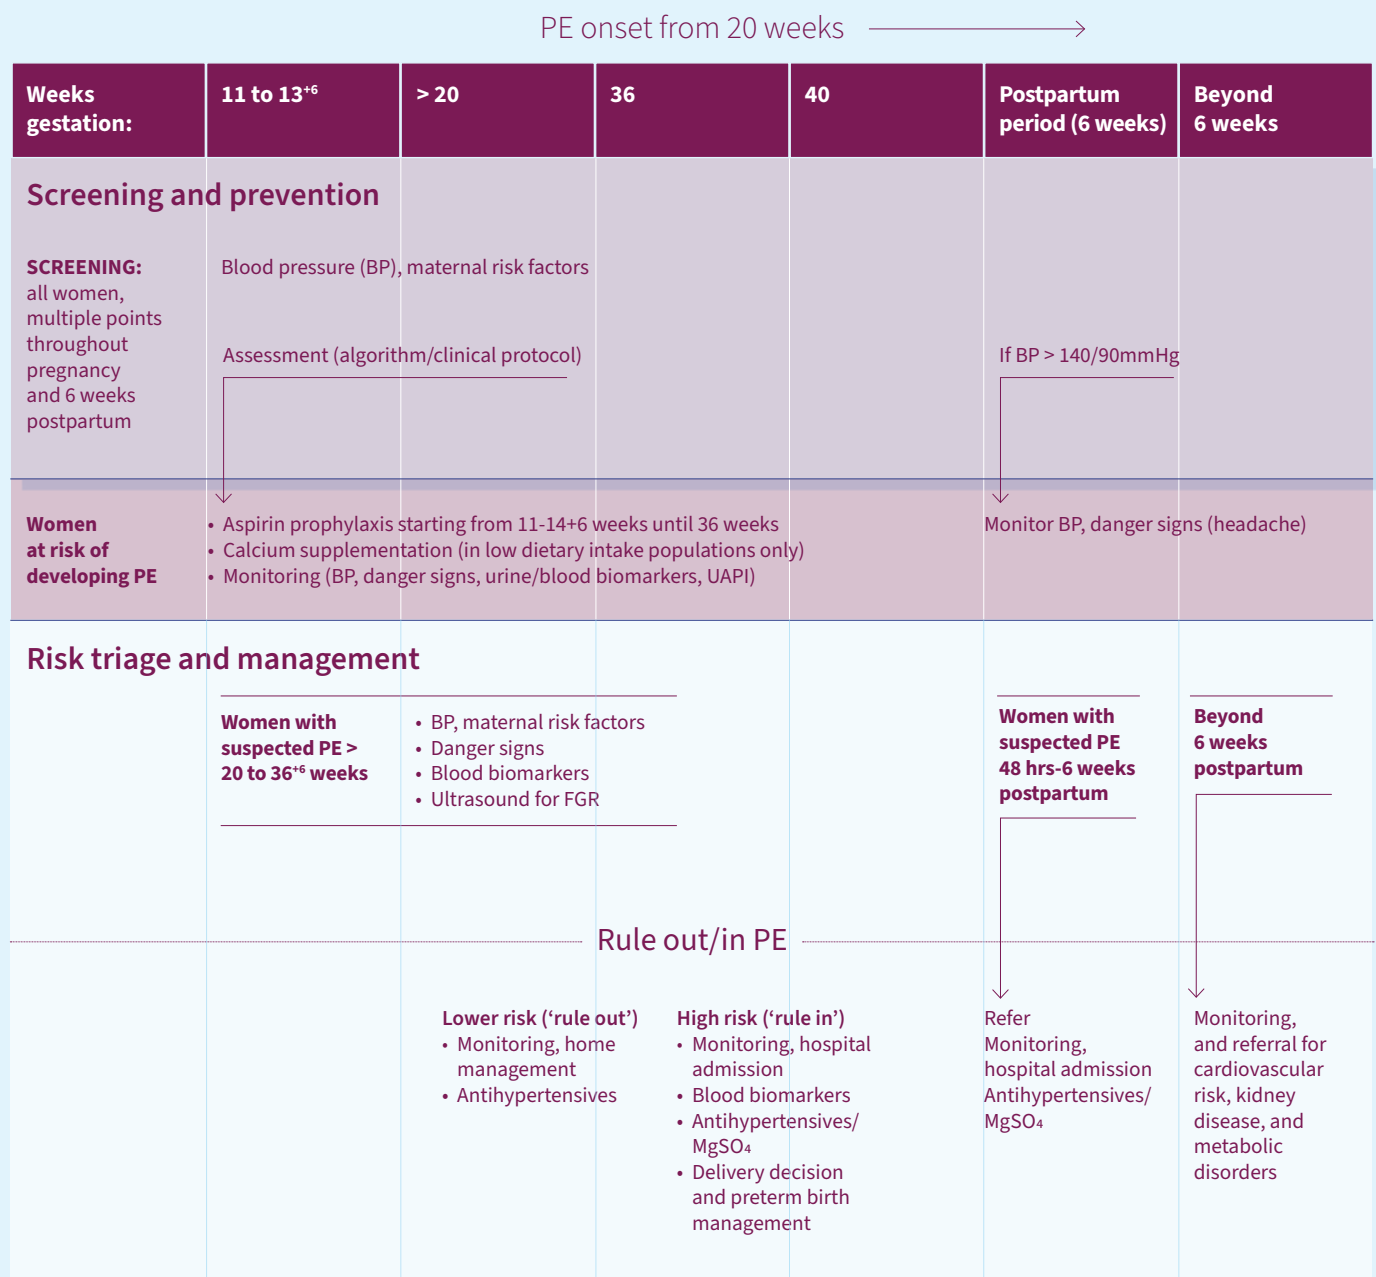 PE onset from 20 weeks
Weeks
gestation:
11 to 13+6
> 20
36
40
Postpartum
period (6 weeks)
Beyond
6 weeks
Screening and prevention
SCREENING:
all women,
multiple points
throughout
pregnancy
and 6 weeks
postpartum
Blood pressure (BP), maternal risk factors
Assessment (algorithm/clinical protocol)
If BP > 140/90mmHg
Women
at risk of
developing PE
• Aspirin prophylaxis starting from 11-14+6 weeks until 36 weeks
• Calcium supplementation (in low dietary intake populations only)
• Monitoring (BP, danger signs, urine/blood biomarkers, UAPI)
Monitor BP, danger signs (headache)
Risk triage and management
Women with
suspected PE >
20 to 36+6 weeks
• BP, maternal risk factors
• Danger signs
• Blood biomarkers
• Ultrasound for FGR
Women with
suspected PE
48 hrs-6 weeks
postpartum
Beyond
6 weeks
postpartum
Rule out/in PE
Lower risk (‘rule out’)
• Monitoring, home
management
• Antihypertensives
High risk (‘rule in’)
• Monitoring, hospital
admission
• Blood biomarkers
• Antihypertensives/
MgSO₄
• Delivery decision
and preterm birth
management
Refer
Monitoring,
hospital admission
Antihypertensives/
MgSO₄
Monitoring,
and referral for
cardiovascular
risk, kidney
disease, and
metabolic
disorders